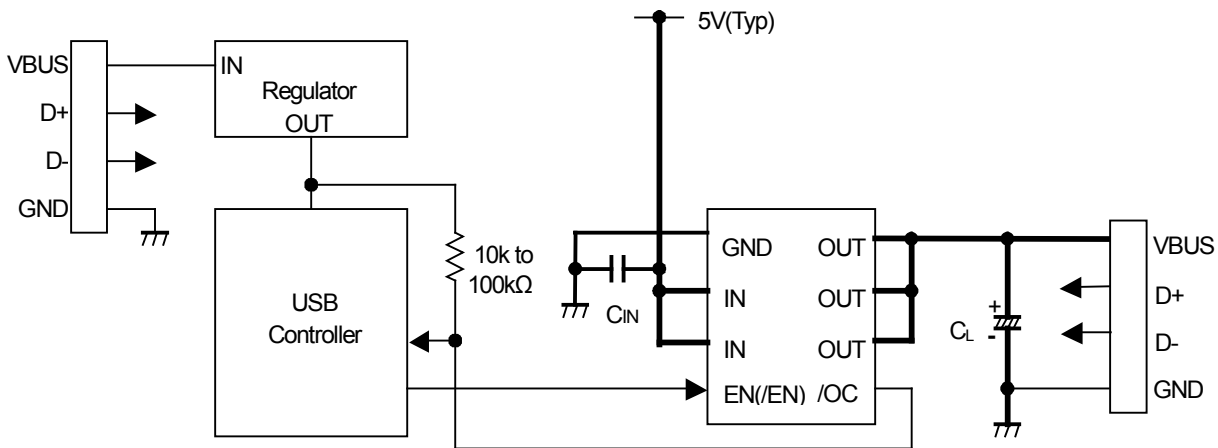 5V(Typ)
VBUS
D+
D-
GND
IN
Regulator
OUT
10k to
100kΩ
USB
Controller
CIN
GND
IN
IN
EN(/EN)
OUT
OUT
OUT
/OC
+
-
CL
VBUS
D+
D-
GND